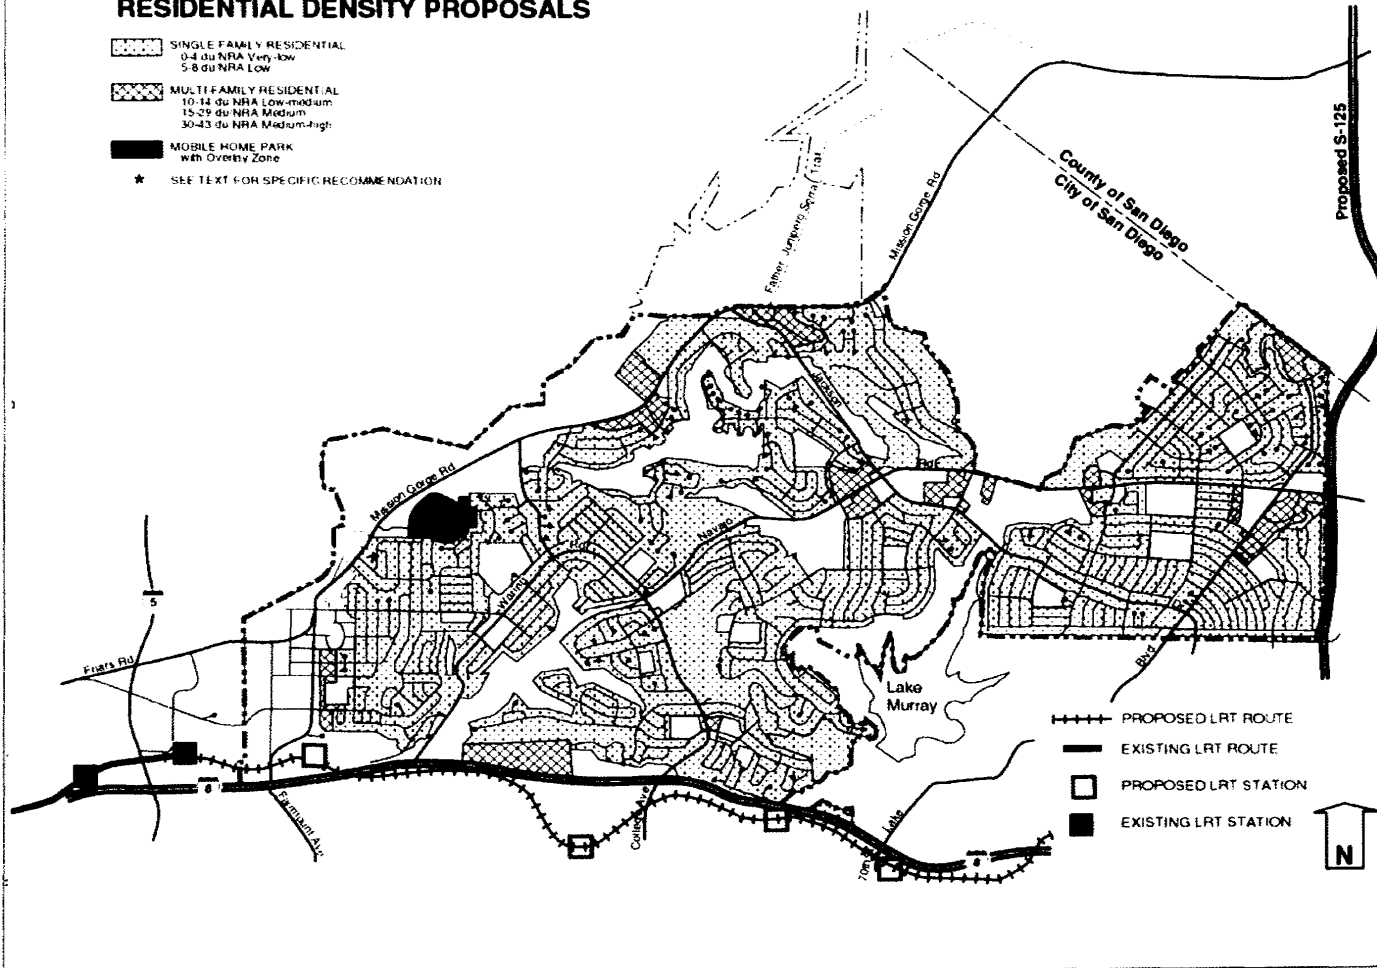 RESIDENTIAL DENSITY PROPOSALS
SINGLE FAMILY RESIDENTIAL
0-4 du/NRA Very-low
5-8 du/NRA Low
MULTI-FAMILY RESIDENTIAL
10-14 du/NRA Low-medium
15-29 du/NRA Medium
30-43 du/NRA Medium-high
MOBILE HOME PARK
with Overlay Zone
★ SEE TEXT FOR SPECIFIC RECOMMENDATION
Proposed S-125
County of San Diego
City of San Diego
Mission Gorge Rd
Father Junipero Serra Trail
Jackson
Rd
Mission Gorge Rd
Navajo
Waring
Rd
5
Friars Rd
Blvd
Lake
Murray
8
Fairmount Ave
College Ave
Lake
70th
8
PROPOSED LRT ROUTE
EXISTING LRT ROUTE
PROPOSED LRT STATION
EXISTING LRT STATION
N